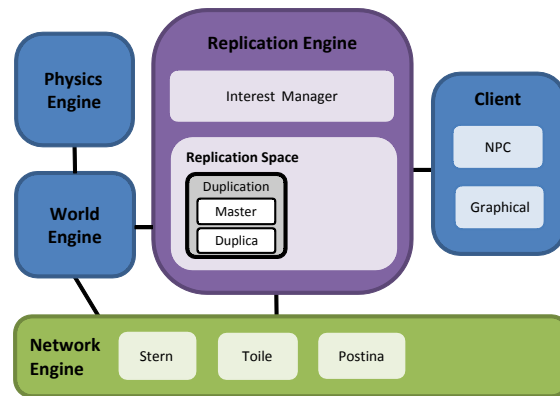 Replication Engine
Physics
Engine
Interest Manager
Client
NPC
Replication Space
Duplication
Master
Duplica
World
Engine
Graphical
Network
Engine
Stern
Toile
Postina